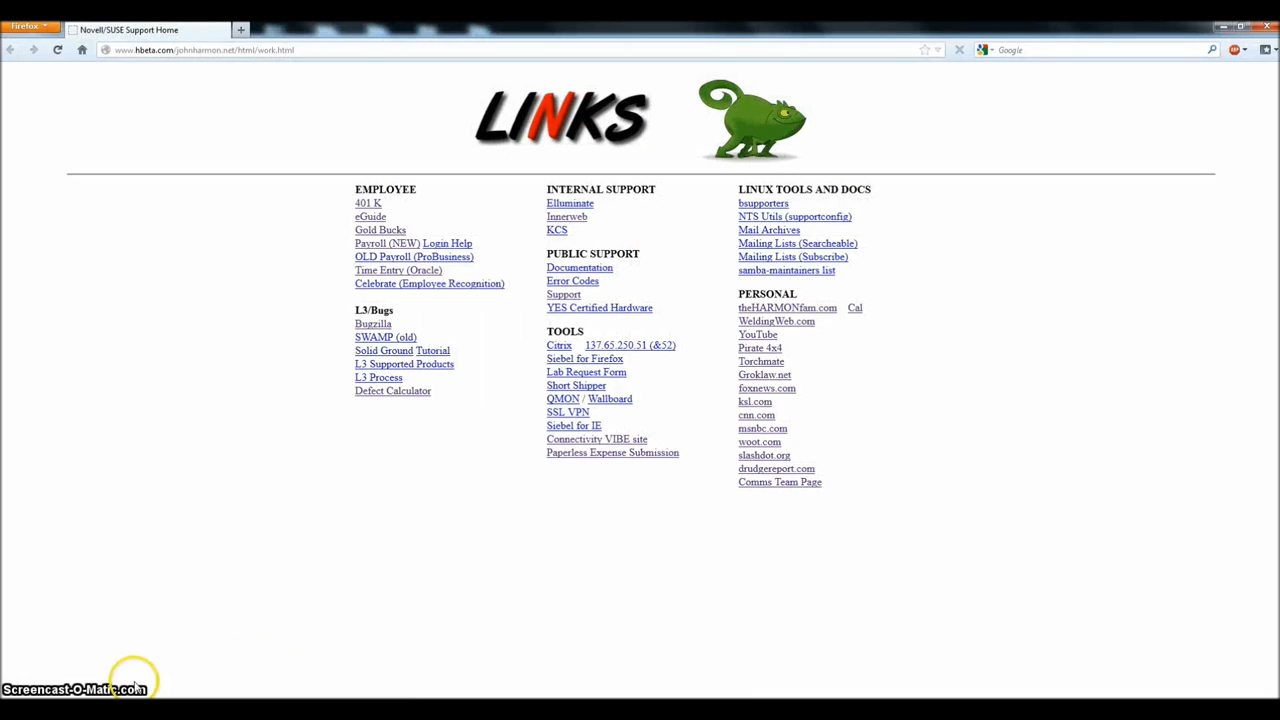 Firefox
Novell/SUSE Support Home
www.hbeta.com/johnharmon.net/html/work.html
Google
LINKS
EMPLOYEE
401 K
eGuide
Gold Bucks
Payroll (NEW) Login Help
OLD Payroll (ProBusiness)
Time Entry (Oracle)
Celebrate (Employee Recognition)
L3/Bugs
Bugzilla
SWAMP (old)
Solid Ground Tutorial
L3 Supported Products
L3 Process
Defect Calculator
INTERNAL SUPPORT
Elluminate
Innerweb
KCS
PUBLIC SUPPORT
Documentation
Error Codes
Support
YES Certified Hardware
TOOLS
Citrix 137.65.250.51 (&52)
Siebel for Firefox
Lab Request Form
Short Shipper
QMON / Wallboard
SSL VPN
Siebel for IE
Connectivity VIBE site
Paperless Expense Submission
LINUX TOOLS AND DOCS
bsupporters
NTS Utils (supportconfig)
Mail Archives
Mailing Lists (Searcheable)
Mailing Lists (Subscribe)
samba-maintainers list
PERSONAL
theHARMONfam.com Cal
WeldingWeb.com
YouTube
Pirate 4x4
Torchmate
Groklaw.net
foxnews.com
ksl.com
cnn.com
msnbc.com
woot.com
slashdot.org
drudgereport.com
Comms Team Page
Screencast-O-Matic.com